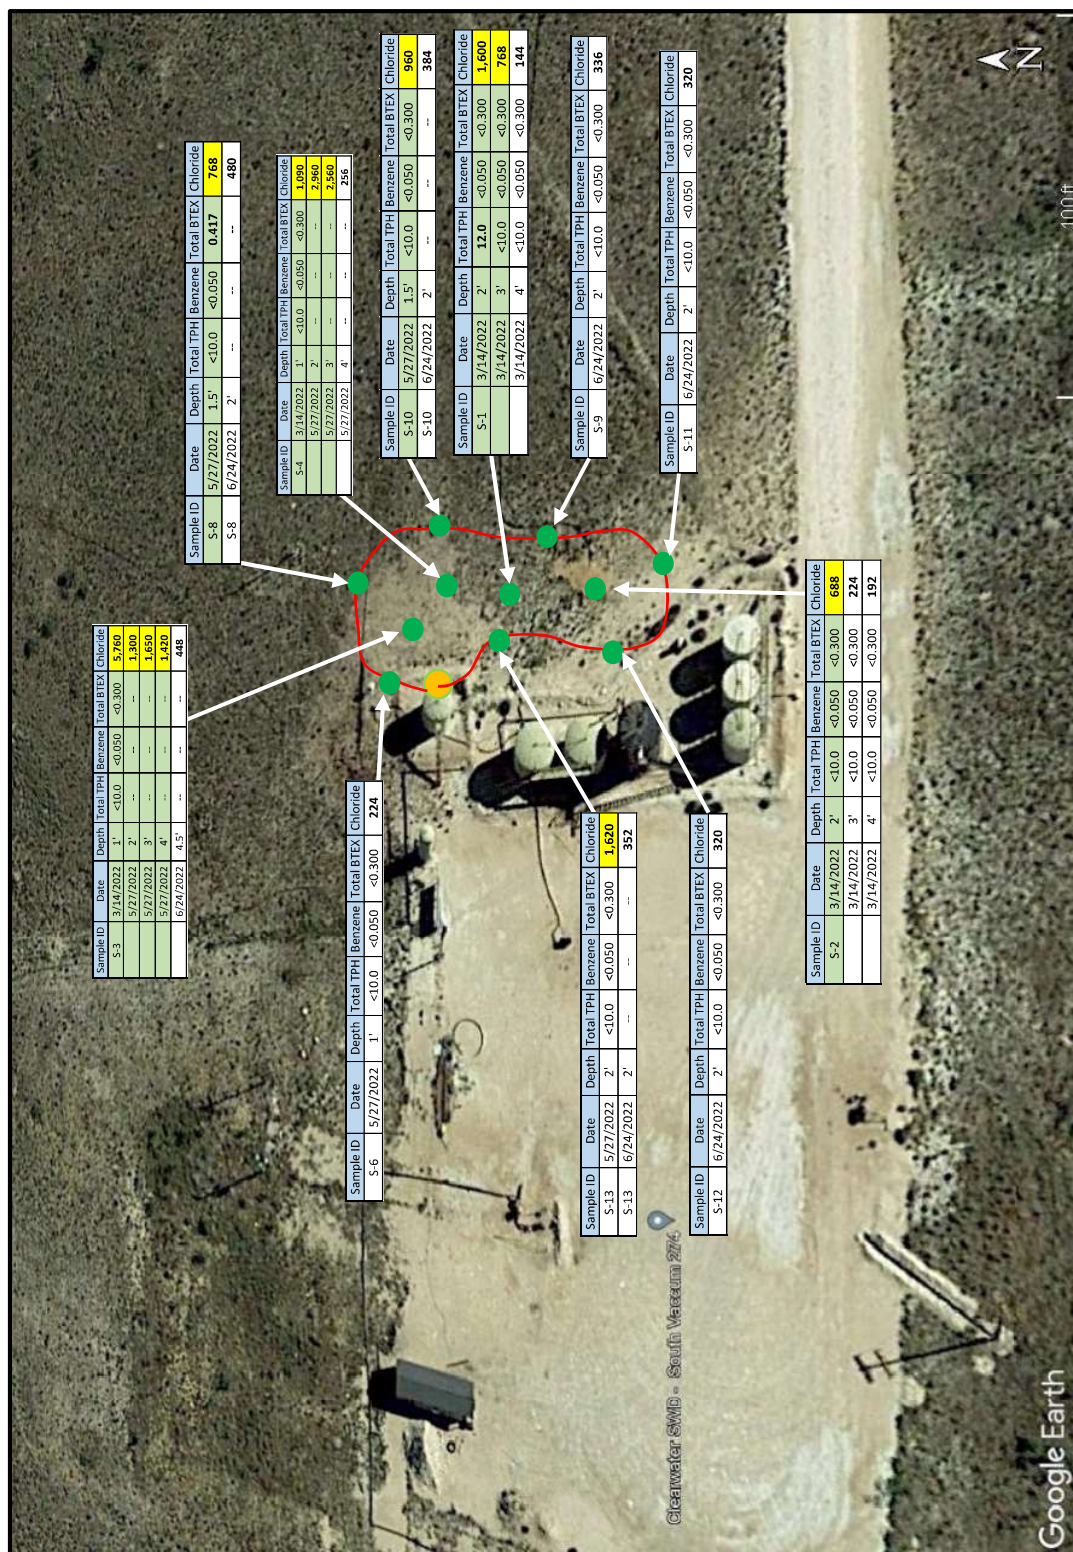 Sample ID Date Depth Total TPH Benzene Total BTEX Chloride
S-3 3/14/2022 1' <10.0 <0.050 <0.300 5,760
5/27/2022 2' -- -- -- 1,300
5/27/2022 3' -- -- -- 1,650
5/27/2022 4' -- -- -- 1,420
6/24/2022 4.5' -- -- -- 448
Sample ID Date Depth Total TPH Benzene Total BTEX Chloride
S-8 5/27/2022 1.5' <10.0 <0.050 0.417 768
S-8 6/24/2022 2' -- -- -- 480
Sample ID Date Depth Total TPH Benzene Total BTEX Chloride
S-4 3/14/2022 1' <10.0 <0.050 <0.300 1,090
5/27/2022 2' -- -- -- 2,960
5/27/2022 3' -- -- -- 2,560
5/27/2022 4' -- -- -- 256
Sample ID Date Depth Total TPH Benzene Total BTEX Chloride
S-6 5/27/2022 1' <10.0 <0.050 <0.300 224
Sample ID Date Depth Total TPH Benzene Total BTEX Chloride
S-10 5/27/2022 1.5' <10.0 <0.050 <0.300 960
S-10 6/24/2022 2' -- -- -- 384
Sample ID Date Depth Total TPH Benzene Total BTEX Chloride
S-1 3/14/2022 2' 12.0 <0.050 <0.300 1,600
3/14/2022 3' <10.0 <0.050 <0.300 768
3/14/2022 4' <10.0 <0.050 <0.300 144
Sample ID Date Depth Total TPH Benzene Total BTEX Chloride
S-9 6/24/2022 2' <10.0 <0.050 <0.300 336
Sample ID Date Depth Total TPH Benzene Total BTEX Chloride
S-13 5/27/2022 2' <10.0 <0.050 <0.300 1,620
S-13 6/24/2022 2' -- -- -- 352
Sample ID Date Depth Total TPH Benzene Total BTEX Chloride
S-11 6/24/2022 2' <10.0 <0.050 <0.300 320
Sample ID Date Depth Total TPH Benzene Total BTEX Chloride
S-12 6/24/2022 2' <10.0 <0.050 <0.300 320
Clearwater SWD - South Vaccum 274
Sample ID Date Depth Total TPH Benzene Total BTEX Chloride
S-2 3/14/2022 2' <10.0 <0.050 <0.300 688
3/14/2022 3' <10.0 <0.050 <0.300 224
3/14/2022 4' <10.0 <0.050 <0.300 192
N
Google Earth
100 ft